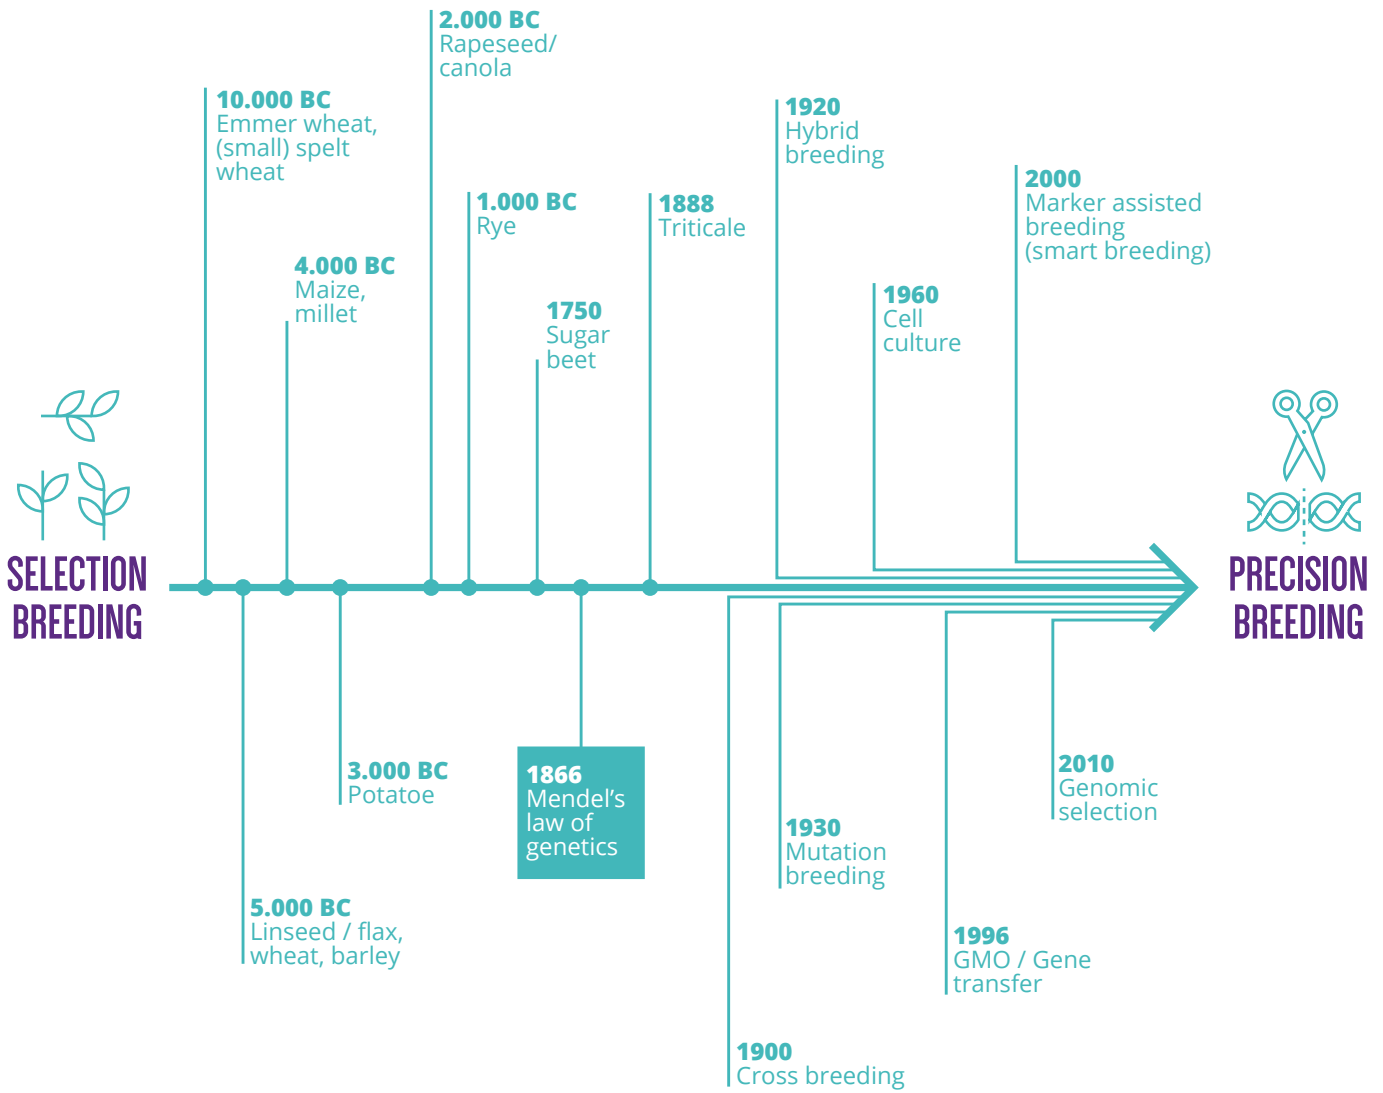 2.000 BC
Rapeseed/
canola
10.000 BC
Emmer wheat,
(small) spelt
wheat
1920
Hybrid
breeding
2000
Marker assisted
breeding
(smart breeding)
1.000 BC
Rye
1888
Triticale
4.000 BC
Maize,
millet
1750
Sugar
beet
1960
Cell
culture
SELECTION
BREEDING
PRECISION
BREEDING
3.000 BC
Potatoe
1866
Mendel’s
law of
genetics
2010
Genomic
selection
1930
Mutation
breeding
5.000 BC
Linseed / flax,
wheat, barley
1996
GMO / Gene
transfer
1900
Cross breeding